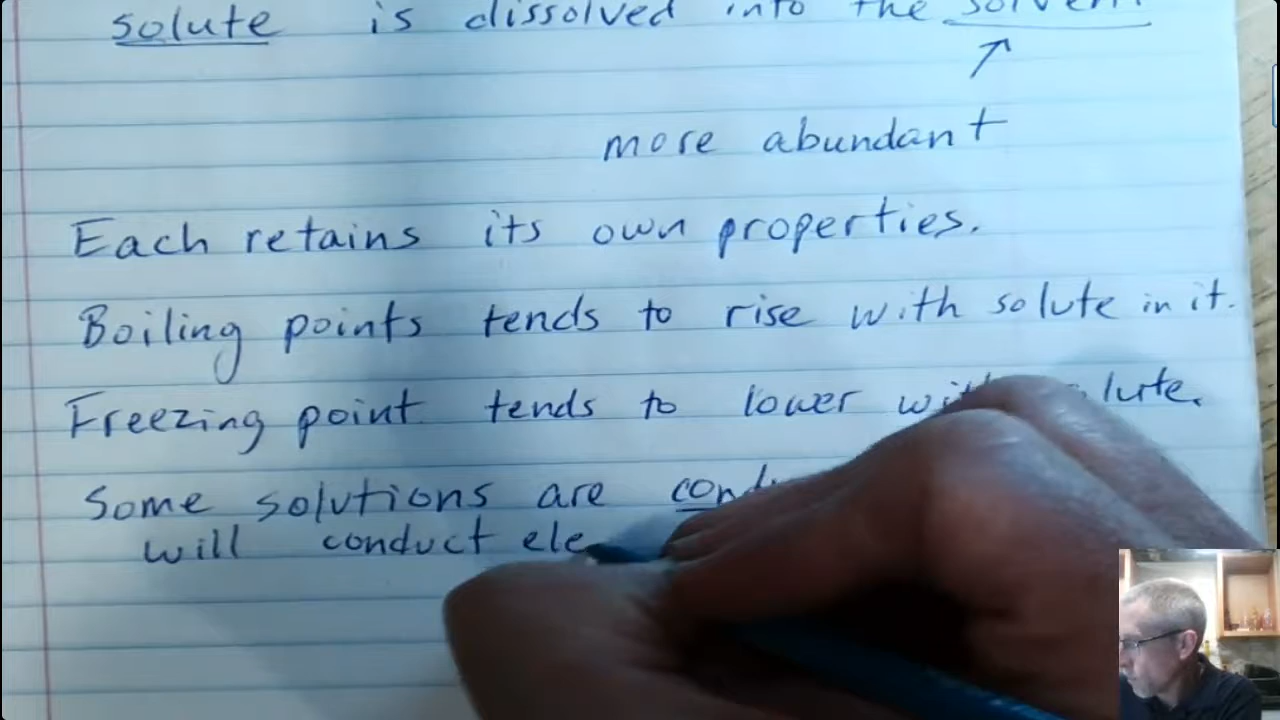 solute is dissolved into the solvent
more abundant
Each retains its own properties.
Boiling points tends to rise with solute in it.
Freezing point tends to lower
Some solutions are
will conduct